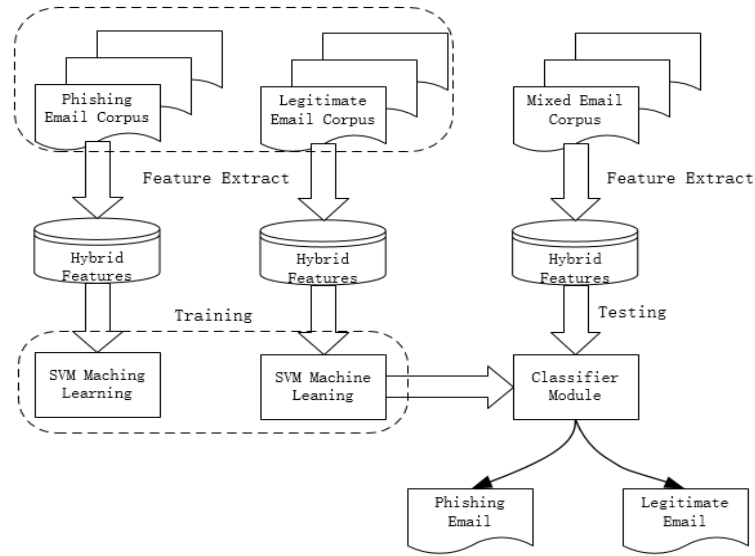 Phishing
Email Corpus
Legitimate
Email Corpus
Mixed Email
Corpus
Feature Extract
Feature Extract
Hybrid
Features
Hybrid
Features
Hybrid
Features
Training
Testing
SVM Maching
Learning
SVM Machine
Leaning
Classifier
Module
Phishing
Email
Legitimate
Email